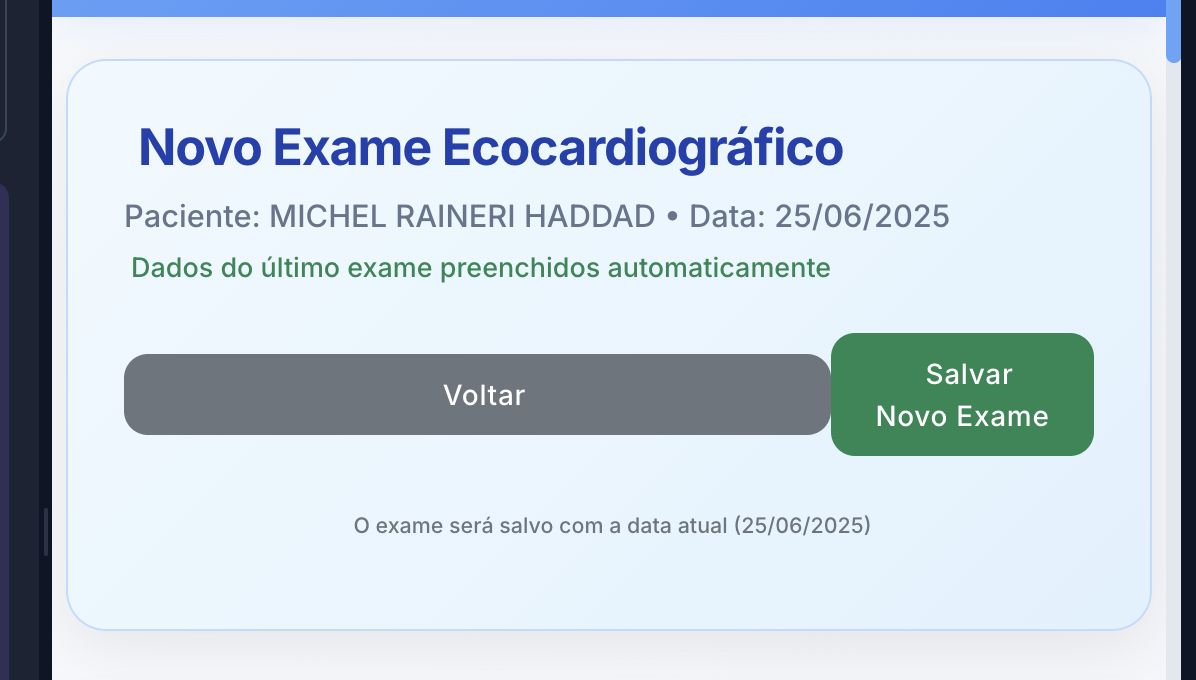 Novo Exame Ecocardiográfico
Paciente: MICHEL RAINERI HADDAD • Data: 25/06/2025
Dados do último exame preenchidos automaticamente
Voltar
Salvar
Novo Exame
O exame será salvo com a data atual (25/06/2025)